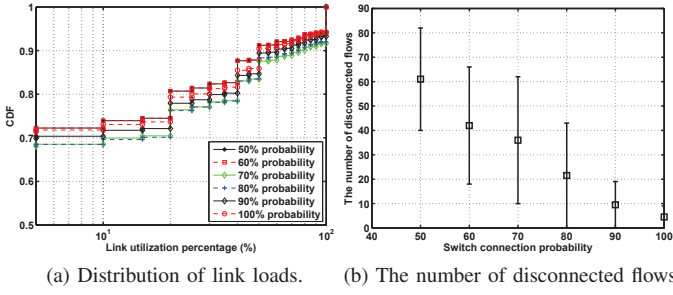 1
0.9
0.8
0.7
0.6
0.5
CDF
10^1
10^2
Link utilization percentage (%)
50% probability
60% probability
70% probability
80% probability
90% probability
100% probability
(a) Distribution of link loads.
90
80
70
60
50
40
30
20
10
0
The number of disconnected flows
40 50 60 70 80 90 100
Switch connection probability
(b) The number of disconnected flows